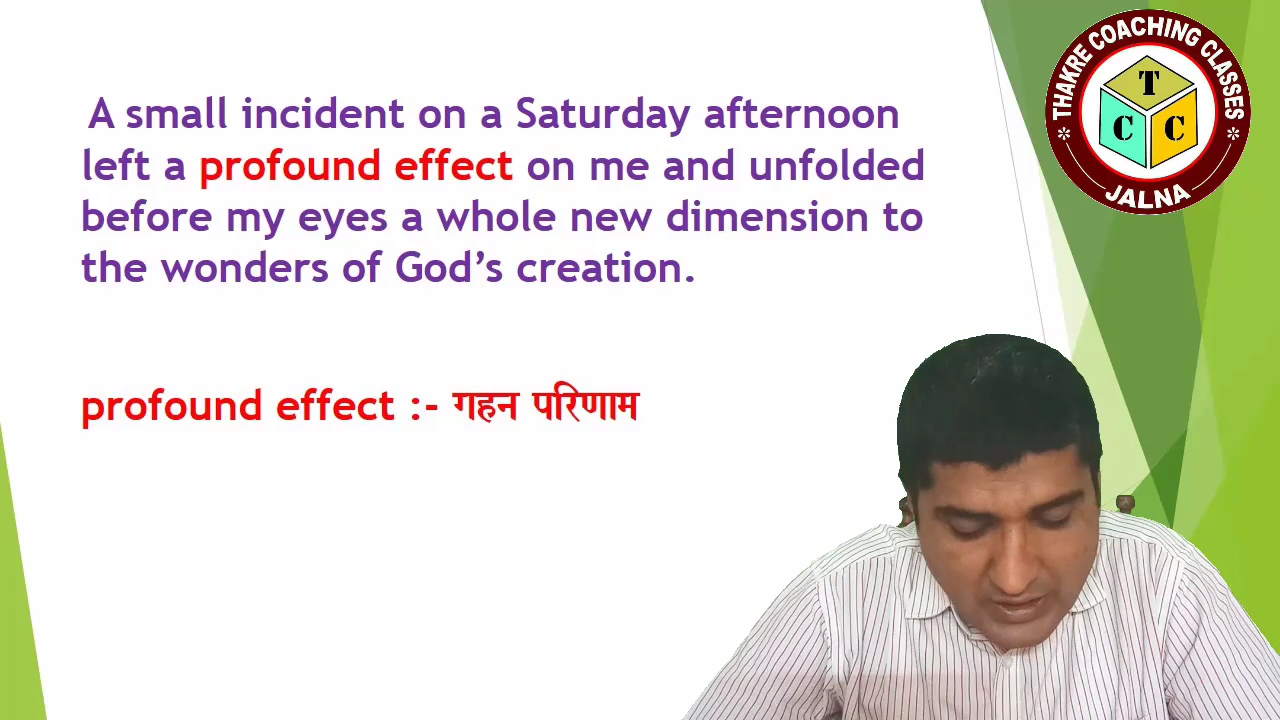 A small incident on a Saturday afternoon
left a profound effect on me and unfolded
before my eyes a whole new dimension to
the wonders of God’s creation.
profound effect :- गहन परिणाम
THAKRE COACHING CLASSES
T
C C
JALNA